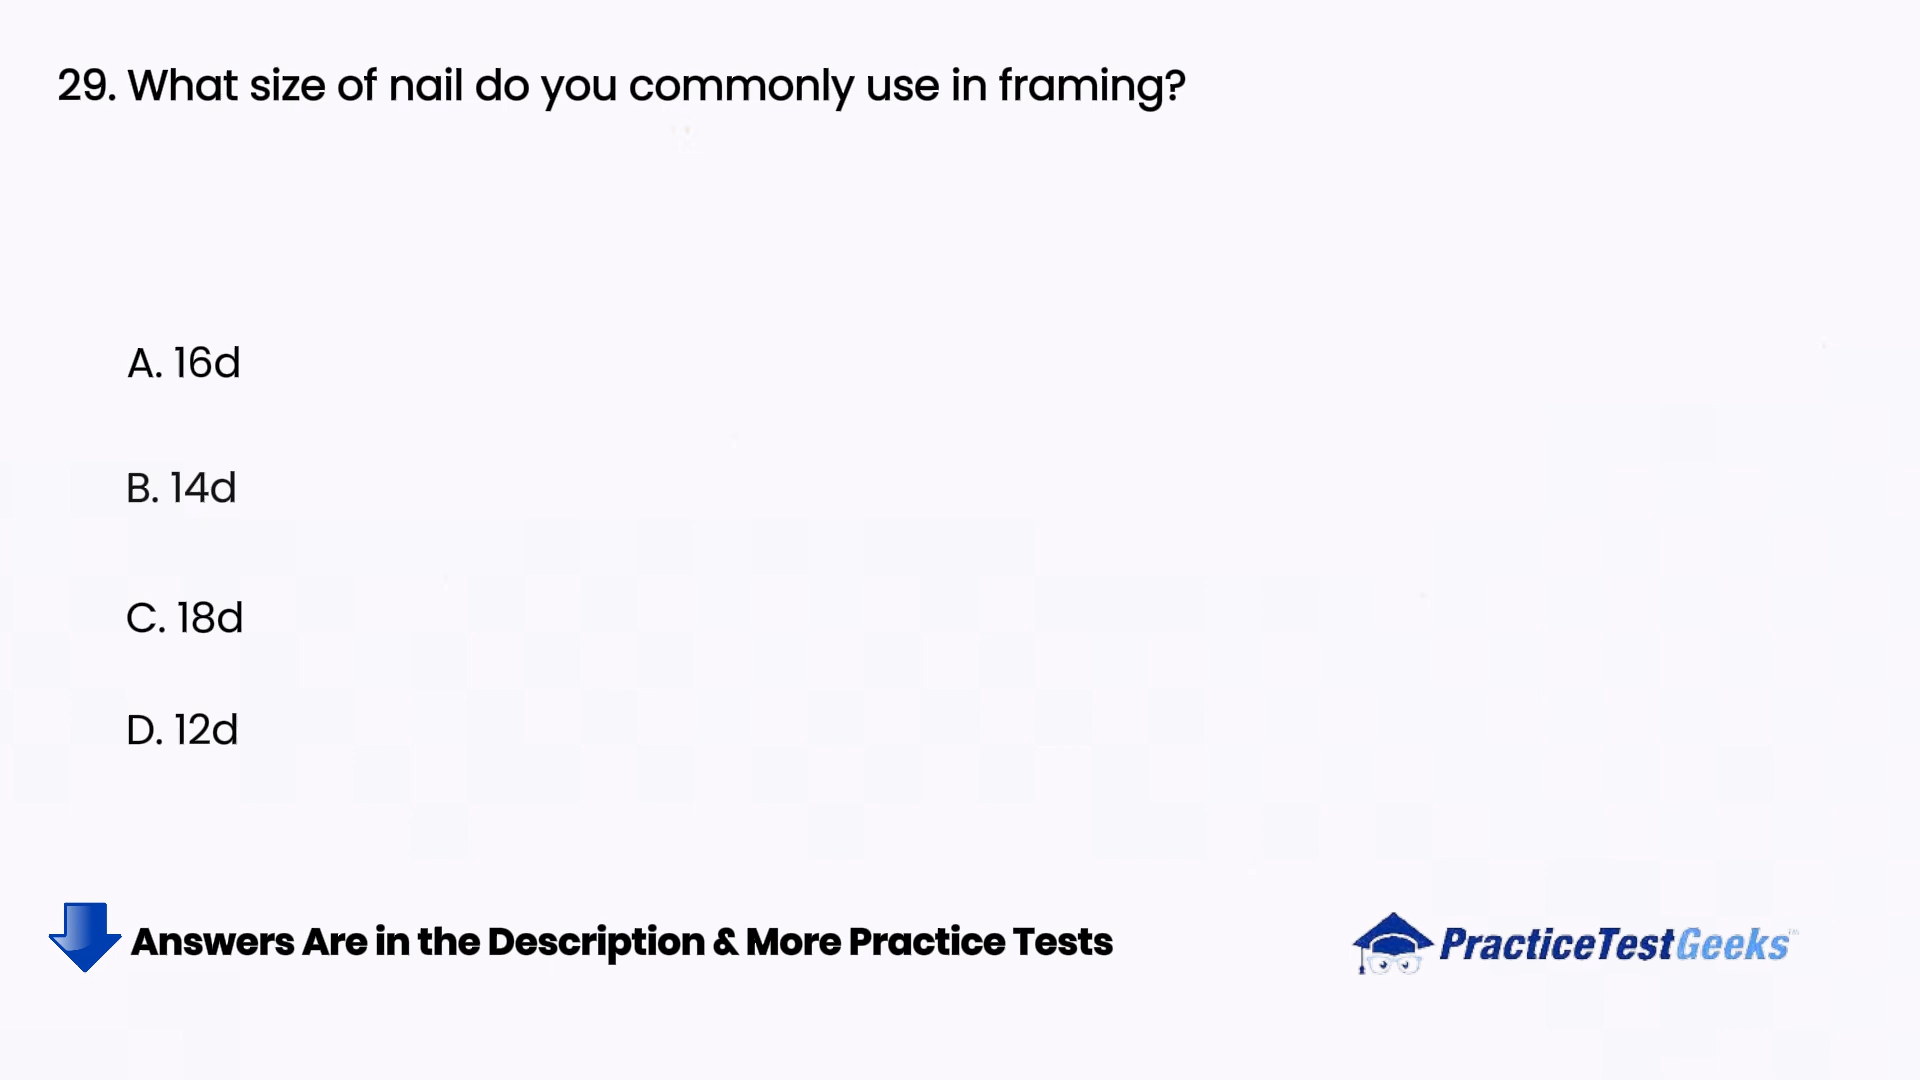 29. What size of nail do you commonly use in framing?
A. 16d
B. 14d
C. 18d
D. 12d
Answers Are in the Description & More Practice Tests
PracticeTestGeeks™